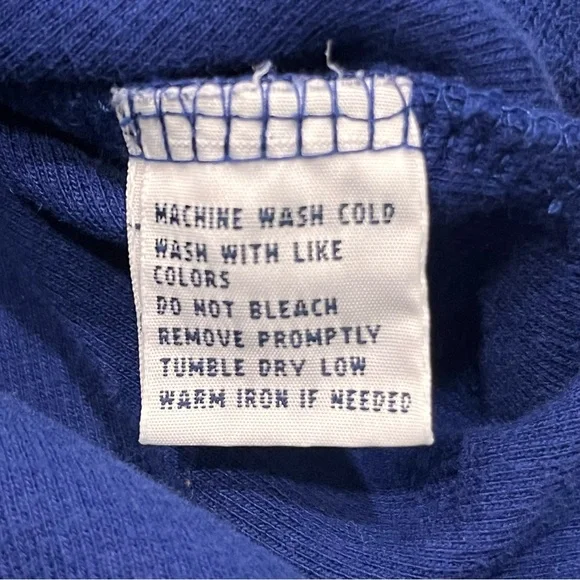 MACHINE WASH COLD
WASH WITH LIKE
COLORS
DO NOT BLEACH
REMOVE PROMPTLY
TUMBLE DRY LOW
WARM IRON IF NEEDED